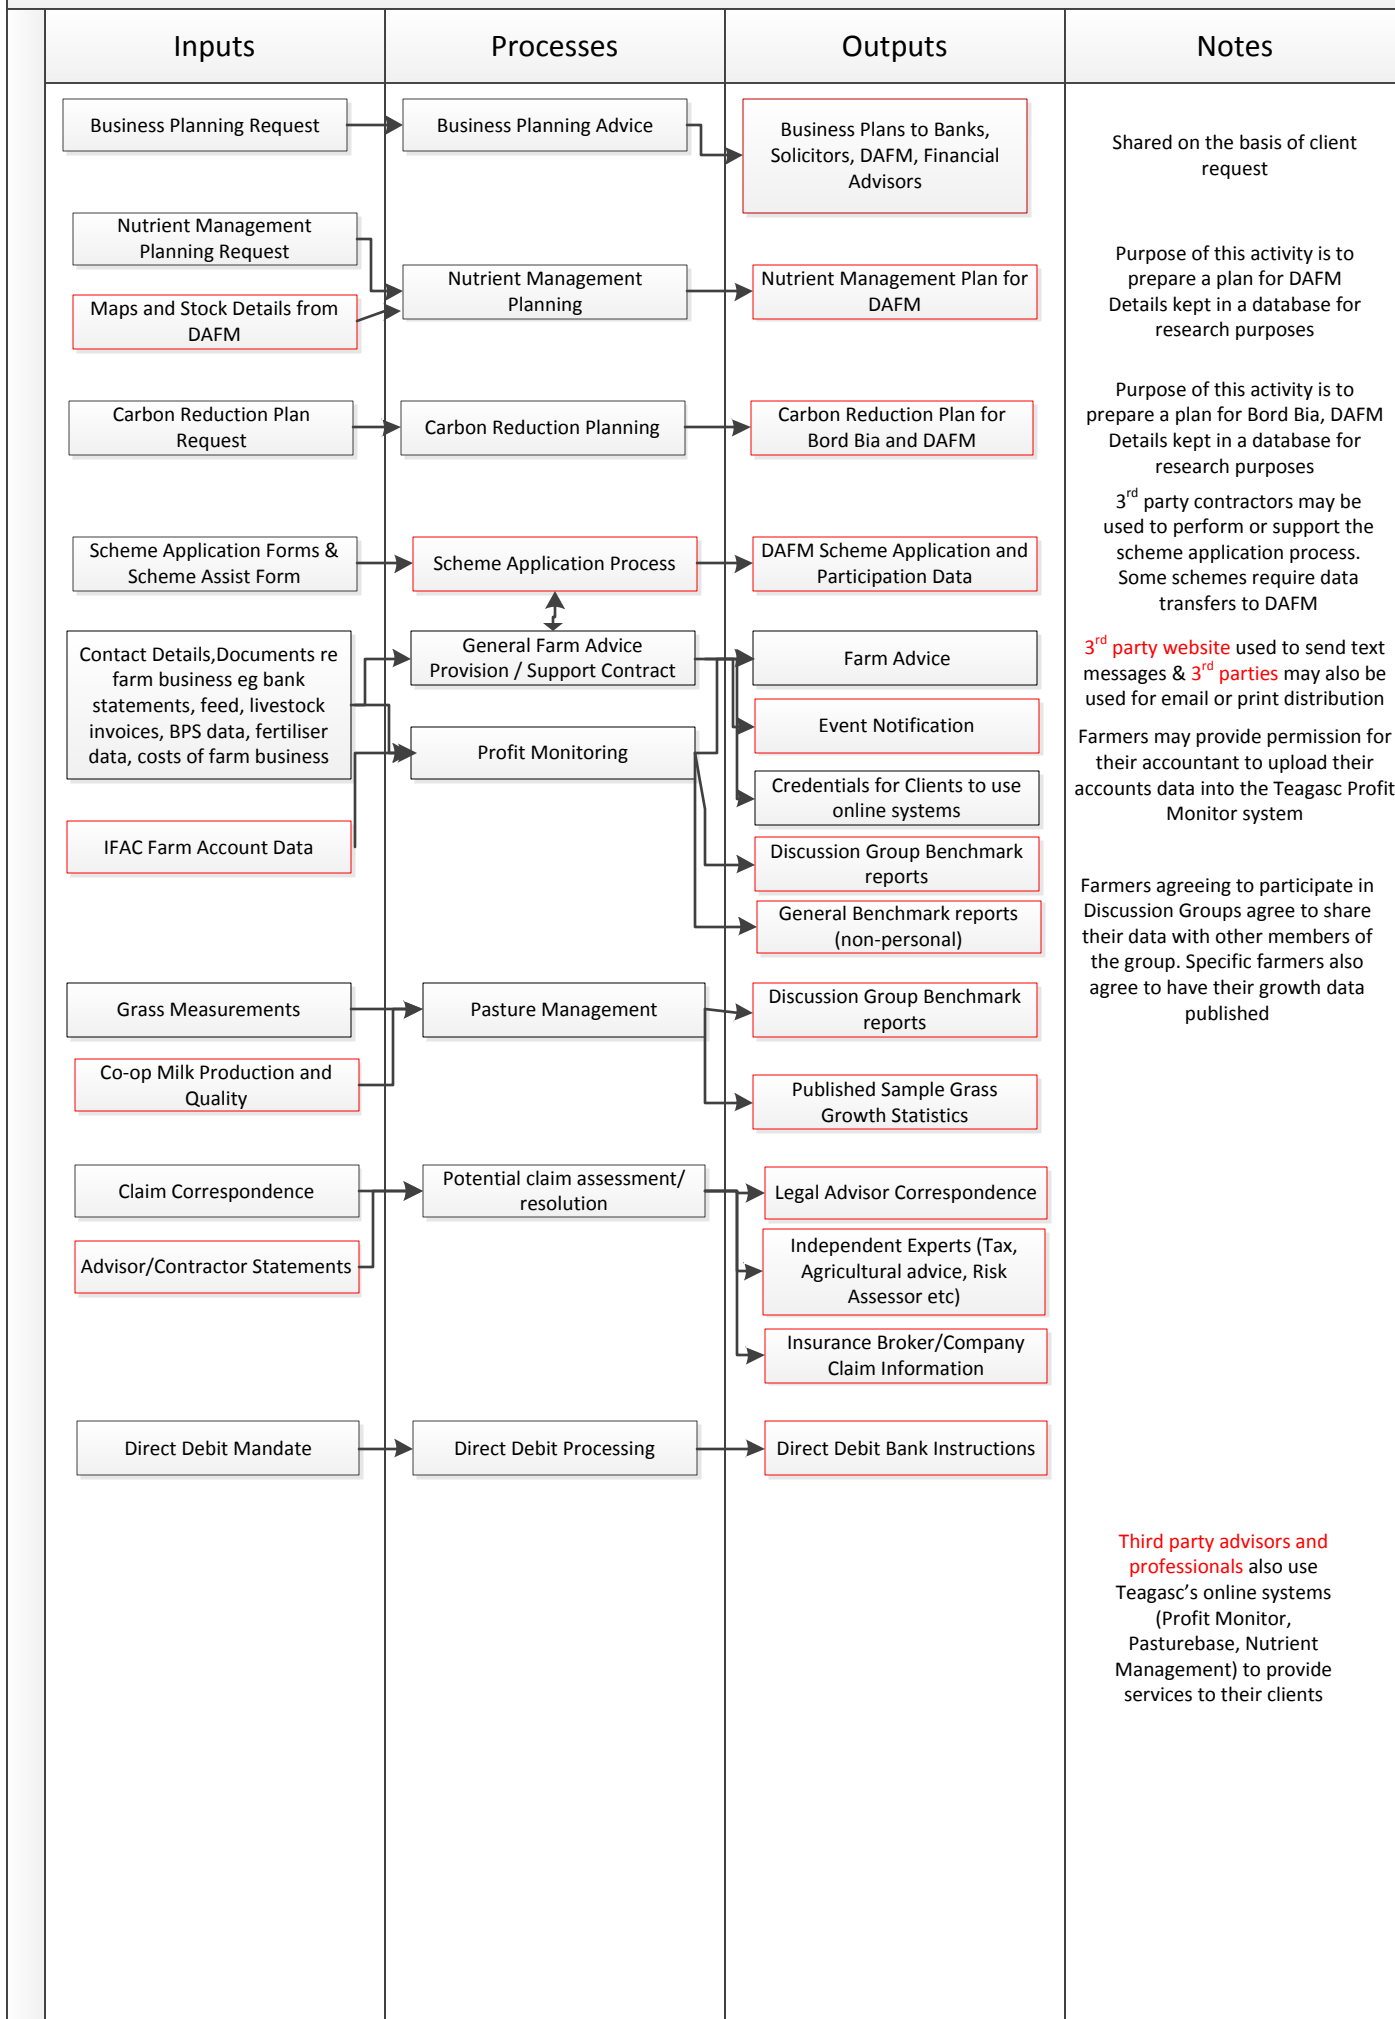 Inputs
Processes
Outputs
Notes
Business Planning Request
Business Planning Advice
Business Plans to Banks,
Solicitors, DAFM, Financial
Advisors
Shared on the basis of client
request
Nutrient Management
Planning Request
Maps and Stock Details from
DAFM
Nutrient Management
Planning
Nutrient Management Plan for
DAFM
Purpose of this activity is to
prepare a plan for DAFM
Details kept in a database for
research purposes
Carbon Reduction Plan
Request
Carbon Reduction Planning
Carbon Reduction Plan for
Bord Bia and DAFM
Purpose of this activity is to
prepare a plan for Bord Bia, DAFM
Details kept in a database for
research purposes
Scheme Application Forms &
Scheme Assist Form
Scheme Application Process
DAFM Scheme Application and
Participation Data
3rd party contractors may be
used to perform or support the
scheme application process.
Some schemes require data
transfers to DAFM
Contact Details,Documents re
farm business eg bank
statements, feed, livestock
invoices, BPS data, fertiliser
data, costs of farm business
IFAC Farm Account Data
General Farm Advice
Provision / Support Contract
Profit Monitoring
Farm Advice
Event Notification
Credentials for Clients to use
online systems
Discussion Group Benchmark
reports
General Benchmark reports
(non-personal)
3rd party website used to send text
messages & 3rd parties may also be
used for email or print distribution
Farmers may provide permission for
their accountant to upload their
accounts data into the Teagasc Profit
Monitor system
Farmers agreeing to participate in
Discussion Groups agree to share
their data with other members of
the group. Specific farmers also
agree to have their growth data
published
Grass Measurements
Co-op Milk Production and
Quality
Pasture Management
Discussion Group Benchmark
reports
Published Sample Grass
Growth Statistics
Claim Correspondence
Advisor/Contractor Statements
Potential claim assessment/
resolution
Legal Advisor Correspondence
Independent Experts (Tax,
Agricultural advice, Risk
Assessor etc)
Insurance Broker/Company
Claim Information
Direct Debit Mandate
Direct Debit Processing
Direct Debit Bank Instructions
Third party advisors and
professionals also use
Teagasc’s online systems
(Profit Monitor,
Pasturebase, Nutrient
Management) to provide
services to their clients